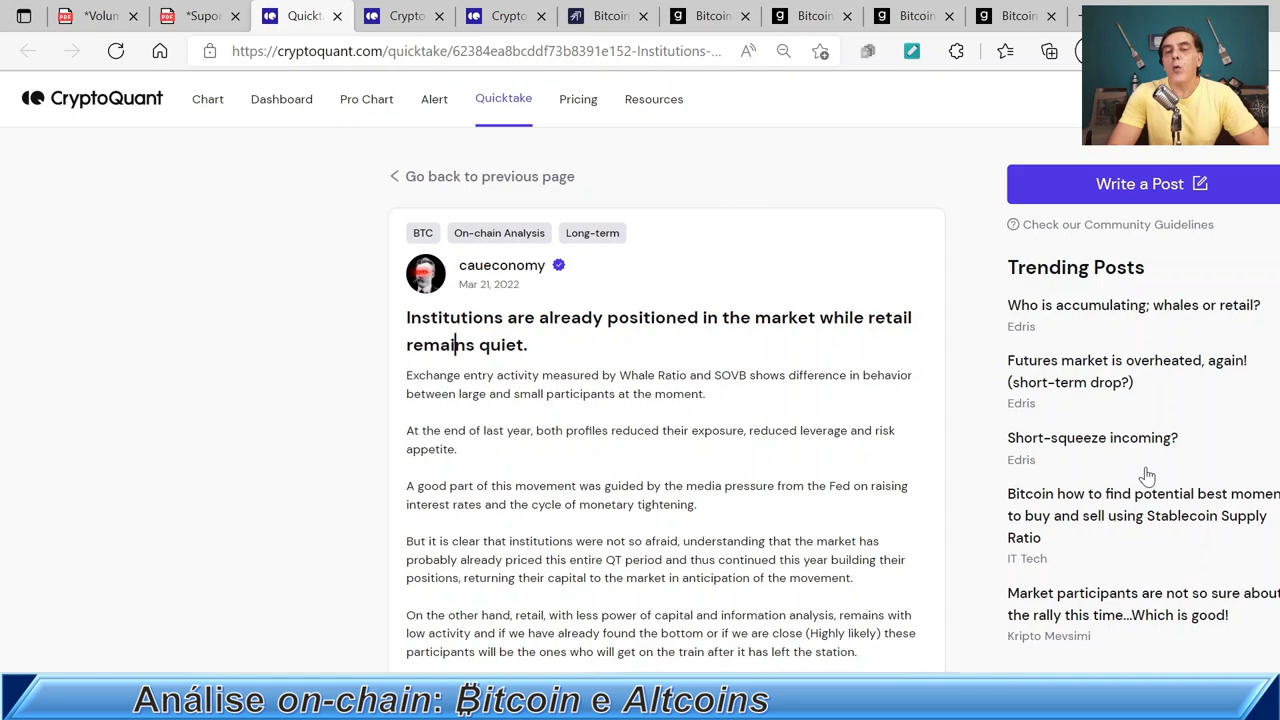 *Volun
*Supor
Quickt
Crypto
Crypto
Bitcoin
Bitcoin
Bitcoin
Bitcoin
Bitcoin
https://cryptoquant.com/quicktake/62384ea8bcddf73b8391e152-Institutions-...
CryptoQuant
Chart
Dashboard
Pro Chart
Alert
Quicktake
Pricing
Resources
Go back to previous page
BTC
On-chain Analysis
Long-term
caueconomy
Mar 21, 2022
Institutions are already positioned in the market while retail
remains quiet.
Exchange entry activity measured by Whale Ratio and SOVB shows difference in behavior
between large and small participants at the moment.
At the end of last year, both profiles reduced their exposure, reduced leverage and risk
appetite.
A good part of this movement was guided by the media pressure from the Fed on raising
interest rates and the cycle of monetary tightening.
But it is clear that institutions were not so afraid, understanding that the market has
probably already priced this entire QT period and thus continued this year building their
positions, returning their capital to the market in anticipation of the movement.
On the other hand, retail, with less power of capital and information analysis, remains with
low activity and if we have already found the bottom or if we are close (Highly likely) these
participants will be the ones who will get on the train after it has left the station.
Write a Post
Check our Community Guidelines
Trending Posts
Who is accumulating; whales or retail?
Edris
Futures market is overheated, again!
(short-term drop?)
Edris
Short-squeeze incoming?
Edris
Bitcoin how to find potential best momen
to buy and sell using Stablecoin Supply
Ratio
IT Tech
Market participants are not so sure about
the rally this time...Which is good!
Kripto Mevsimi
Análise on-chain: ₿itcoin e Altcoins